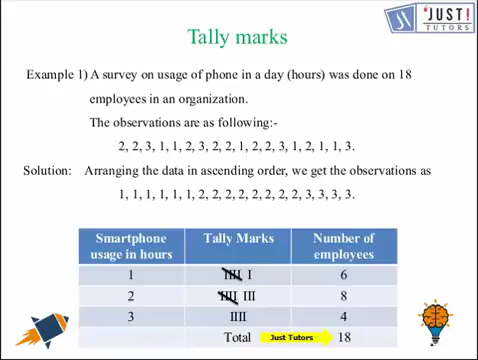 JUST!
TUTORS
Tally marks
Example 1) A survey on usage of phone in a day (hours) was done on 18
employees in an organization.
The observations are as following:-
2, 2, 3, 1, 1, 2, 3, 2, 2, 1, 2, 2, 3, 1, 2, 1, 1, 3.
Solution: Arranging the data in ascending order, we get the observations as
1, 1, 1, 1, 1, 1, 2, 2, 2, 2, 2, 2, 2, 2, 3, 3, 3, 3.
Smartphone usage in hours Tally Marks Number of employees
1 IIII I 6
2 IIII III 8
3 IIII 4
Total Just Tutors 18